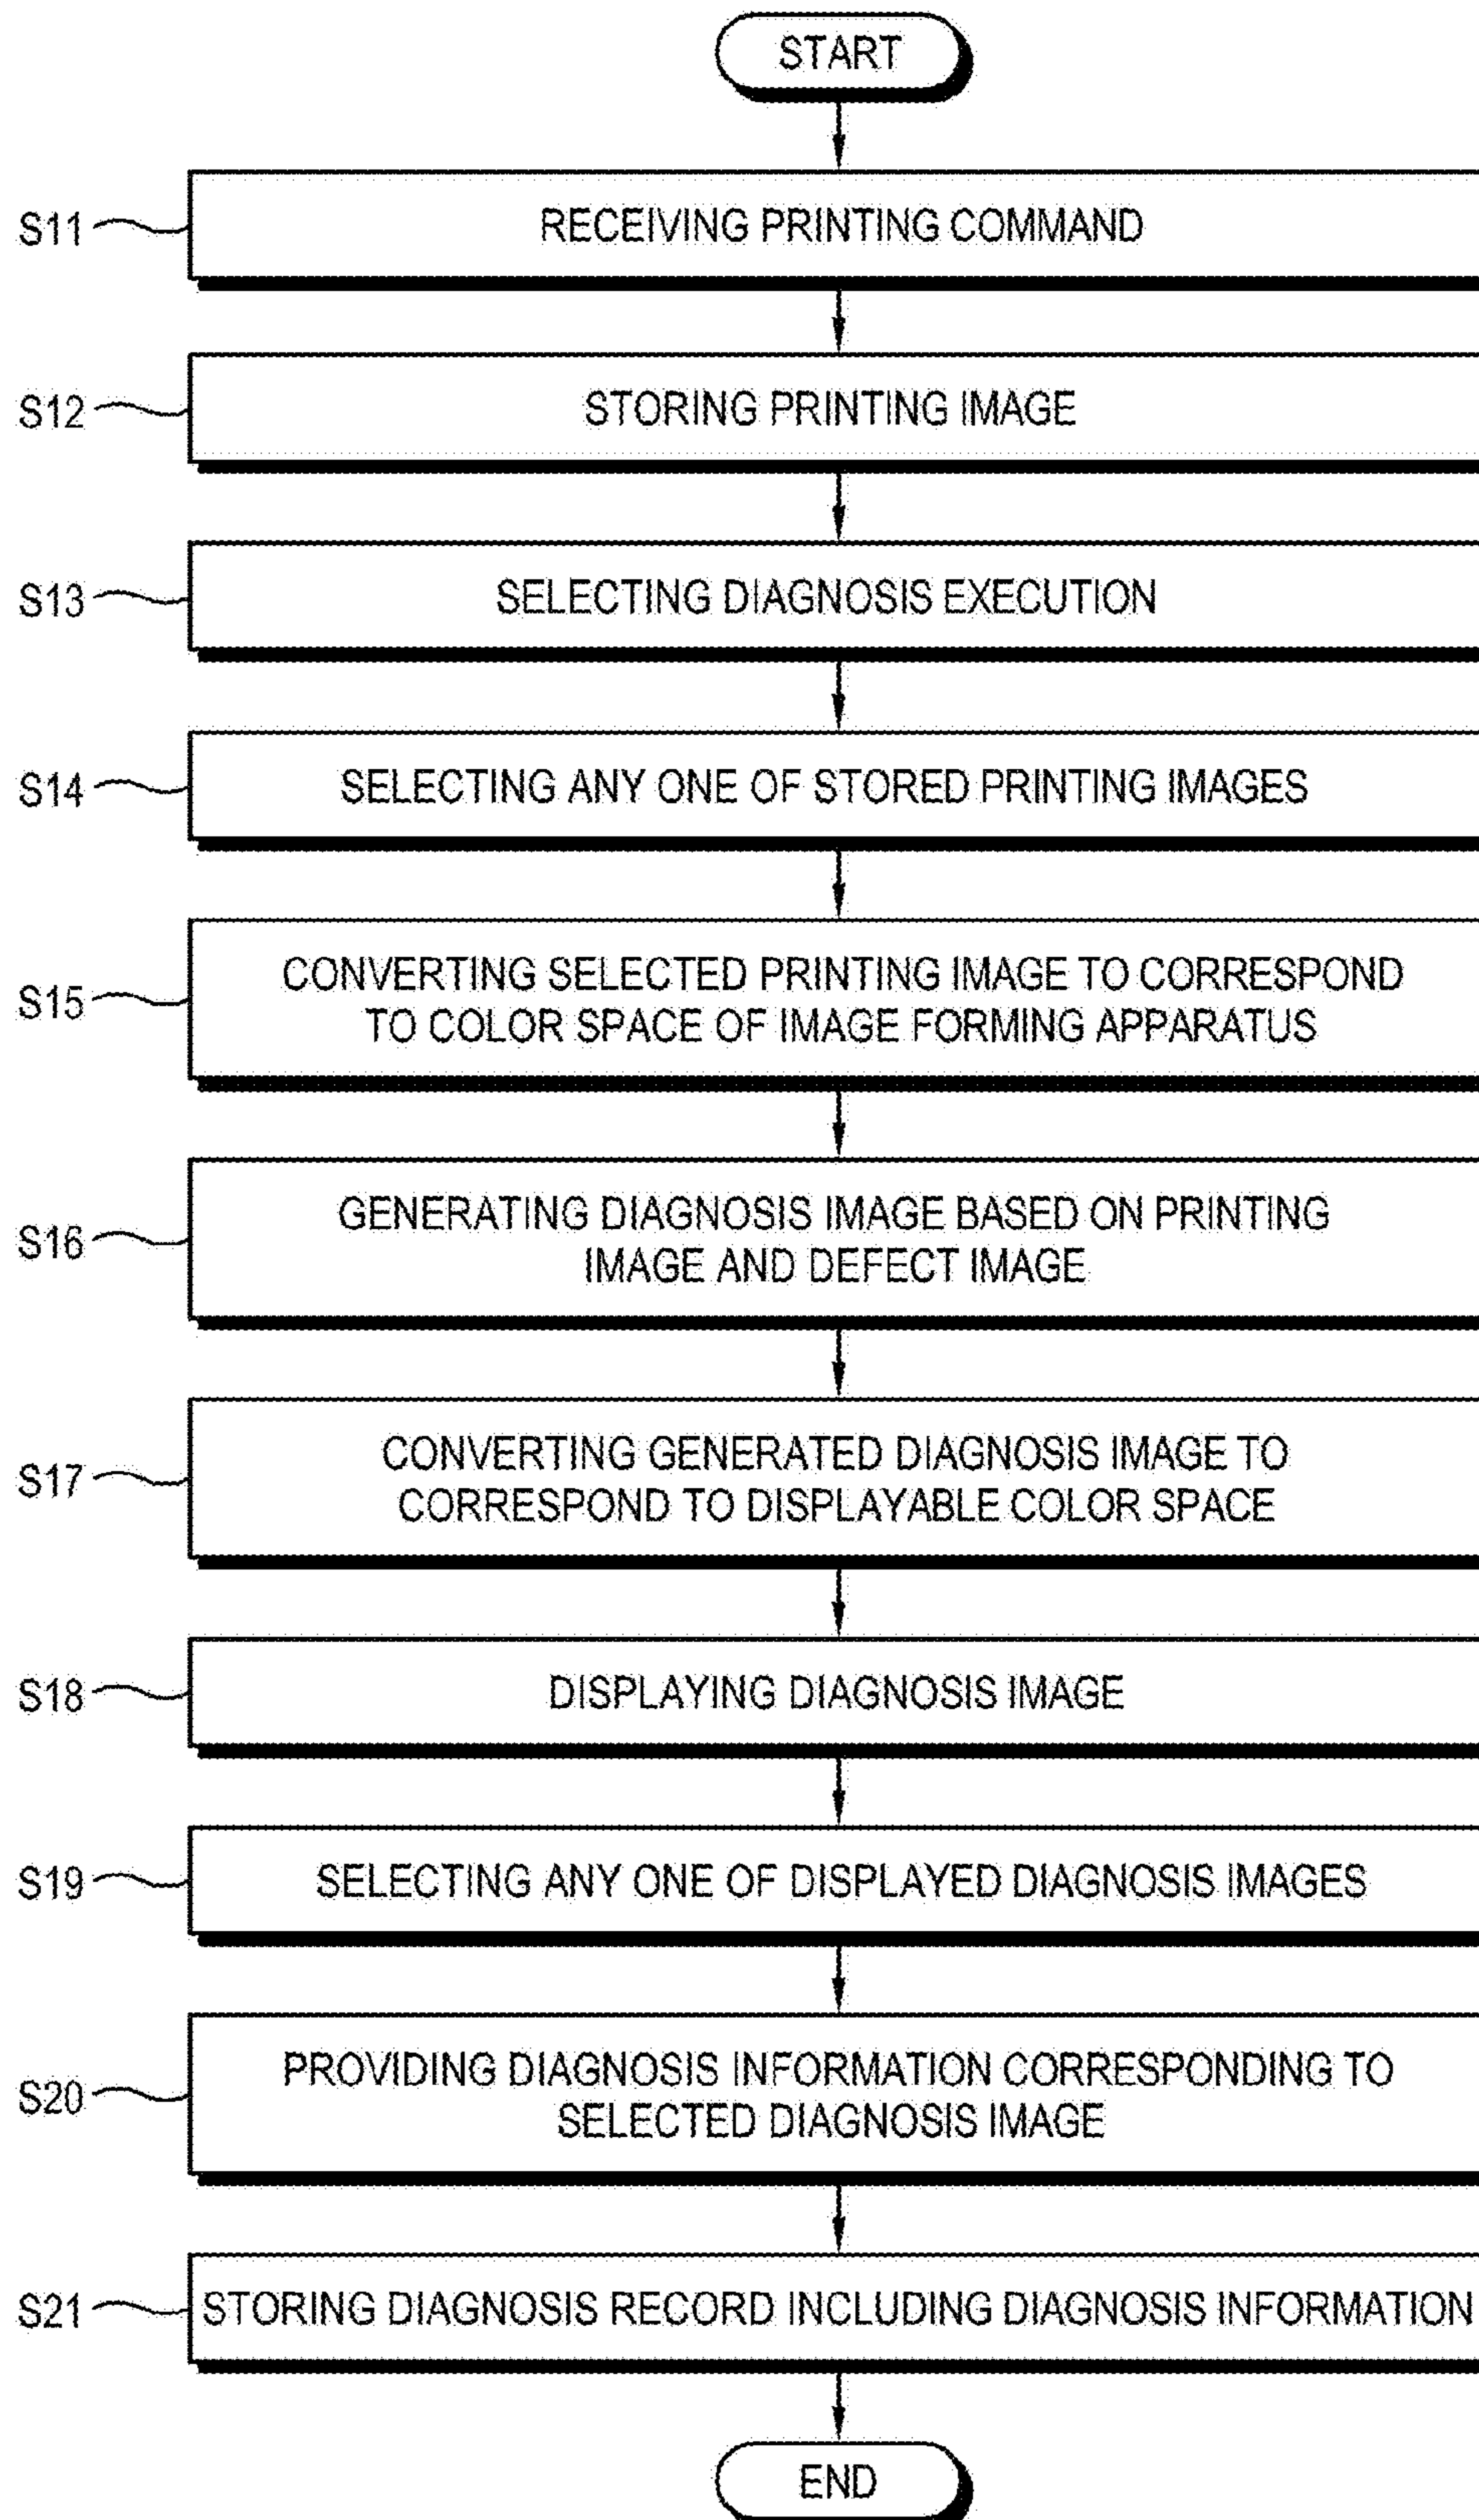 START
S11
RECEIVING PRINTING COMMAND
S12
STORING PRINTING IMAGE
S13
SELECTING DIAGNOSIS EXECUTION
S14
SELECTING ANY ONE OF STORED PRINTING IMAGES
S15
CONVERTING SELECTED PRINTING IMAGE TO CORRESPOND
TO COLOR SPACE OF IMAGE FORMING APPARATUS
S16
GENERATING DIAGNOSIS IMAGE BASED ON PRINTING
IMAGE AND DEFECT IMAGE
S17
CONVERTING GENERATED DIAGNOSIS IMAGE TO
CORRESPOND TO DISPLAYABLE COLOR SPACE
S18
DISPLAYING DIAGNOSIS IMAGE
S19
SELECTING ANY ONE OF DISPLAYED DIAGNOSIS IMAGES
S20
PROVIDING DIAGNOSIS INFORMATION CORRESPONDING TO
SELECTED DIAGNOSIS IMAGE
S21
STORING DIAGNOSIS RECORD INCLUDING DIAGNOSIS INFORMATION
END